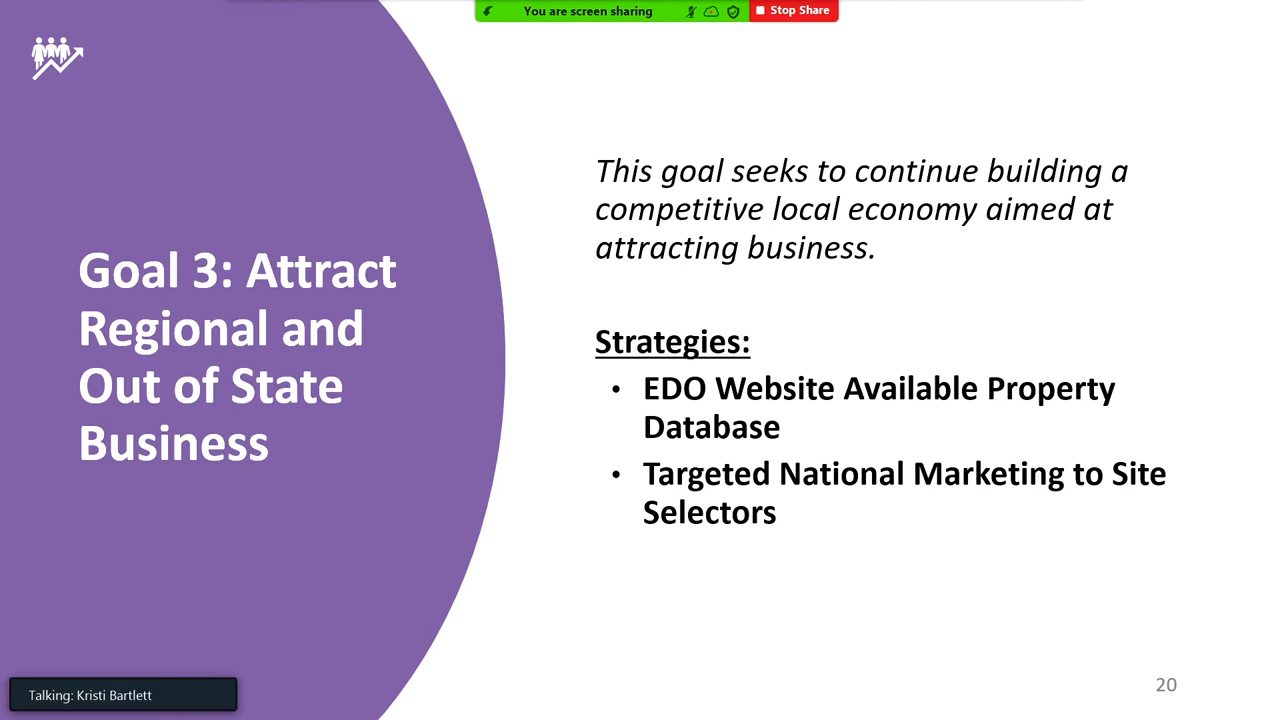 You are screen sharing
Stop Share
Goal 3: Attract
Regional and
Out of State
Business
This goal seeks to continue building a
competitive local economy aimed at
attracting business.
Strategies:
• EDO Website Available Property
Database
• Targeted National Marketing to Site
Selectors
Talking: Kristi Bartlett
20